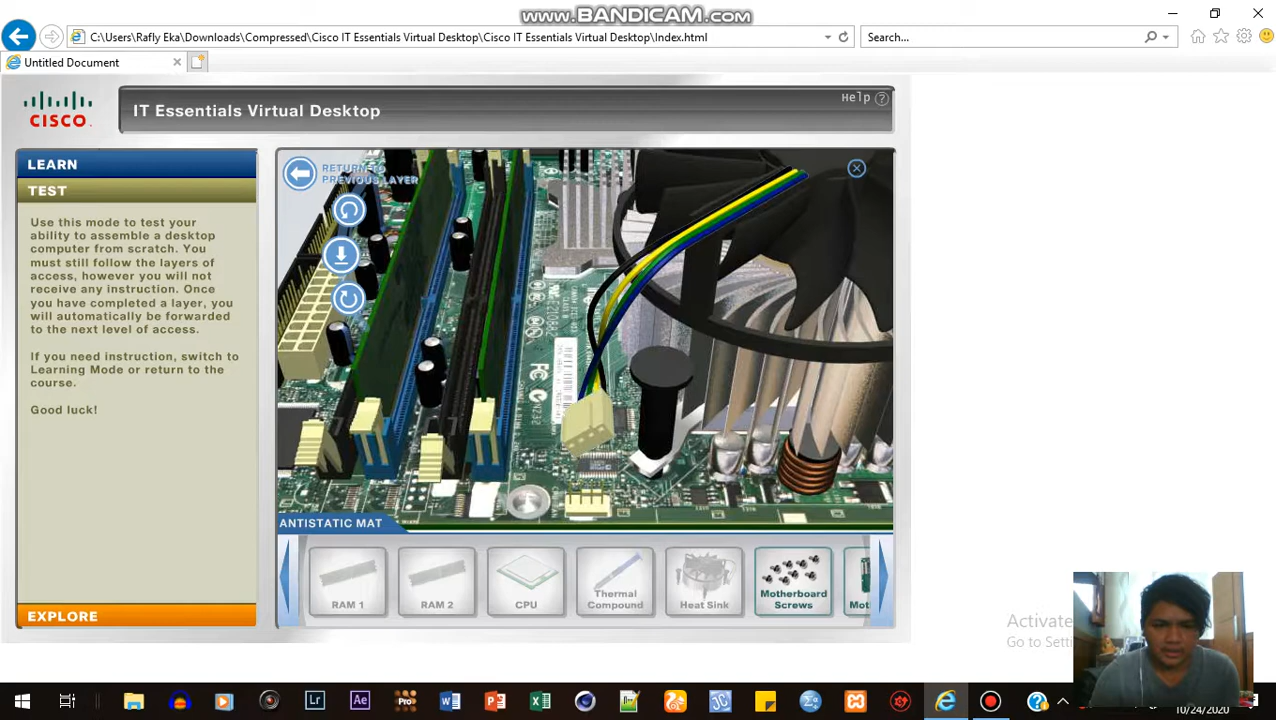 www.BANDICAM.com
C:\Users\Rafly Eka\Downloads\Compressed\Cisco IT Essentials Virtual Desktop\Cisco IT Essentials Virtual Desktop\Index.html
Search...
Untitled Document
CISCO
IT Essentials Virtual Desktop
Help ?
LEARN
TEST
Use this mode to test your
ability to assemble a desktop
computer from scratch. You
must still follow the layers of
access, however you will not
receive any instruction. Once
you have completed a layer, you
will automatically be forwarded
to the next level of access.
If you need instruction, switch to
Learning Mode or return to the
course.
Good luck!
EXPLORE
RETURN TO
PREVIOUS LAYER
ANTISTATIC MAT
RAM 1
RAM 2
CPU
Thermal
Compound
Heat Sink
Motherboard
Screws
Activate
Lr
Ae
Pro
JC
10/24/2020